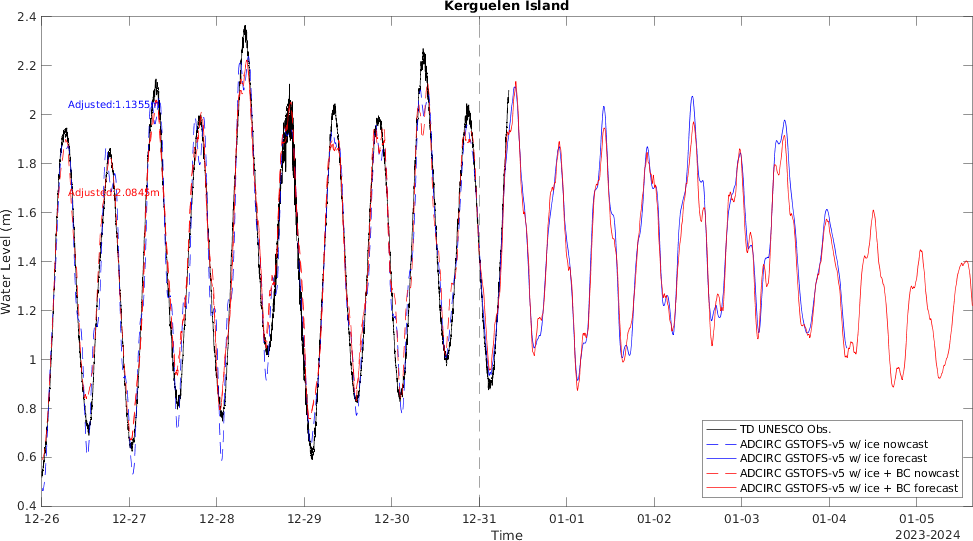 Kerguelen Island
2.4
2.2
2
1.8
1.6
1.4
1.2
1
0.8
0.6
0.4
Water Level (m)
Adjusted:1.1355m
Adjusted:2.0845m
TD UNESCO Obs.
ADCIRC GSTOFS-v5 w/ ice nowcast
ADCIRC GSTOFS-v5 w/ ice forecast
ADCIRC GSTOFS-v5 w/ ice + BC nowcast
ADCIRC GSTOFS-v5 w/ ice + BC forecast
12-26 12-27 12-28 12-29 12-30 12-31 01-01 01-02 01-03 01-04 01-05
Time
2023-2024